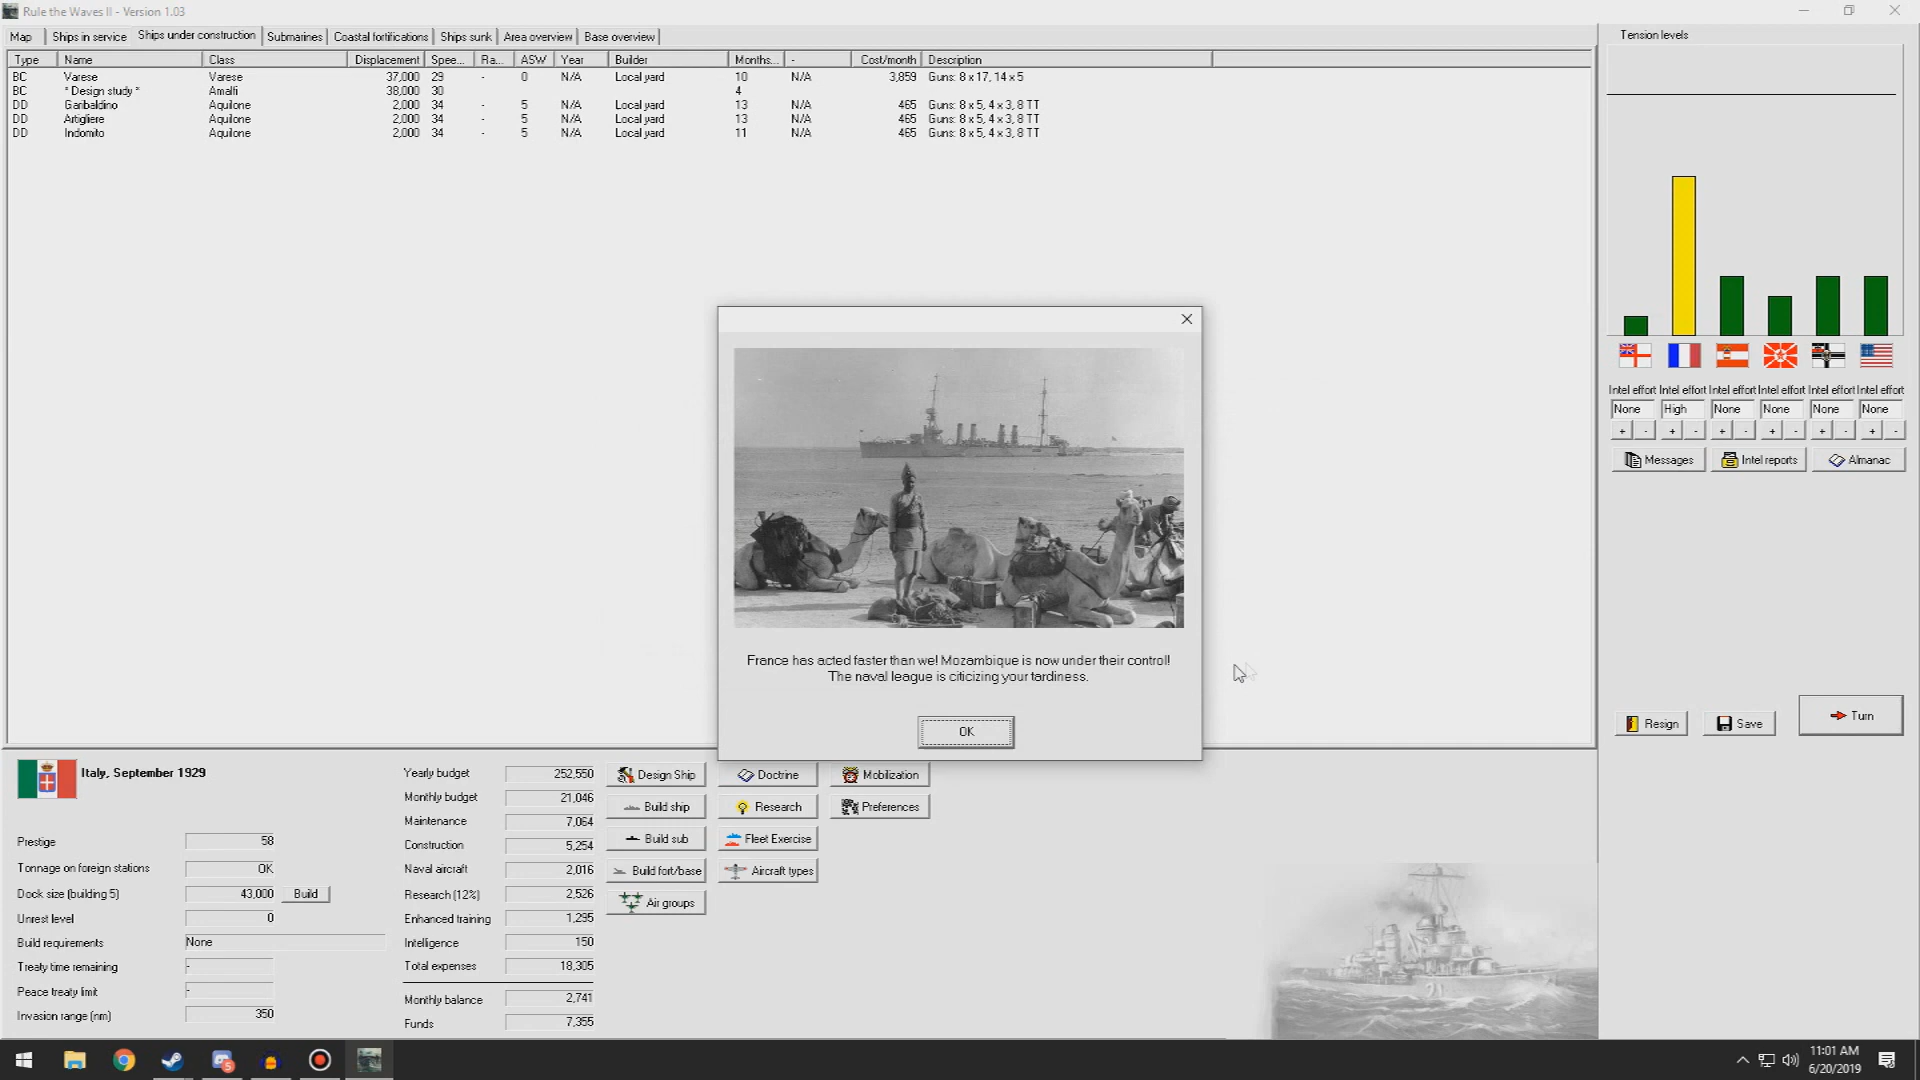 Rule the Waves II - Version 1.03
Map Ships in service Ships under construction Submarines Coastal fortifications Ships sunk Area overview Base overview
Type Name Class Displacement Spee... Ra... ASW Year Builder Months... - Cost/month Description
BC Varese Varese 37,000 29 - 0 N/A Local yard 10 N/A 3,859 Guns: 8 x 17, 14 x 5
BC * Design study * Amalfi 38,000 30 4
DD Garibaldino Aquilone 2,000 34 - 5 N/A Local yard 13 N/A 465 Guns: 8 x 5, 4 x 3, 8 TT
DD Artigliere Aquilone 2,000 34 - 5 N/A Local yard 13 N/A 465 Guns: 8 x 5, 4 x 3, 8 TT
DD Indomito Aquilone 2,000 34 - 5 N/A Local yard 11 N/A 465 Guns: 8 x 5, 4 x 3, 8 TT
France has acted faster than we! Mozambique is now under their control!
The naval league is citicizing your tardiness.
OK
Tension levels
Intel effort Intel effort Intel effort Intel effort Intel effort Intel effort
None High None None None None
+ - + - + - + - + - + -
Messages Intel reports Almanac
Resign Save Turn
Italy, September 1929
Prestige 58
Tonnage on foreign stations OK
Dock size (building 5) 43,000 Build
Unrest level 0
Build requirements None
Treaty time remaining -
Peace treaty limit -
Invasion range (nm) 350
Yearly budget 252,550
Monthly budget 21,046
Maintenance 7,064
Construction 5,254
Naval aircraft 2,016
Research (12%) 2,526
Enhanced training 1,295
Intelligence 150
Total expenses 18,305
Monthly balance 2,741
Funds 7,355
Design Ship Doctrine Mobilization
Build ship Research Preferences
Build sub Fleet Exercise
Build fort/base Aircraft types
Air groups
5
11:01 AM
6/20/2019